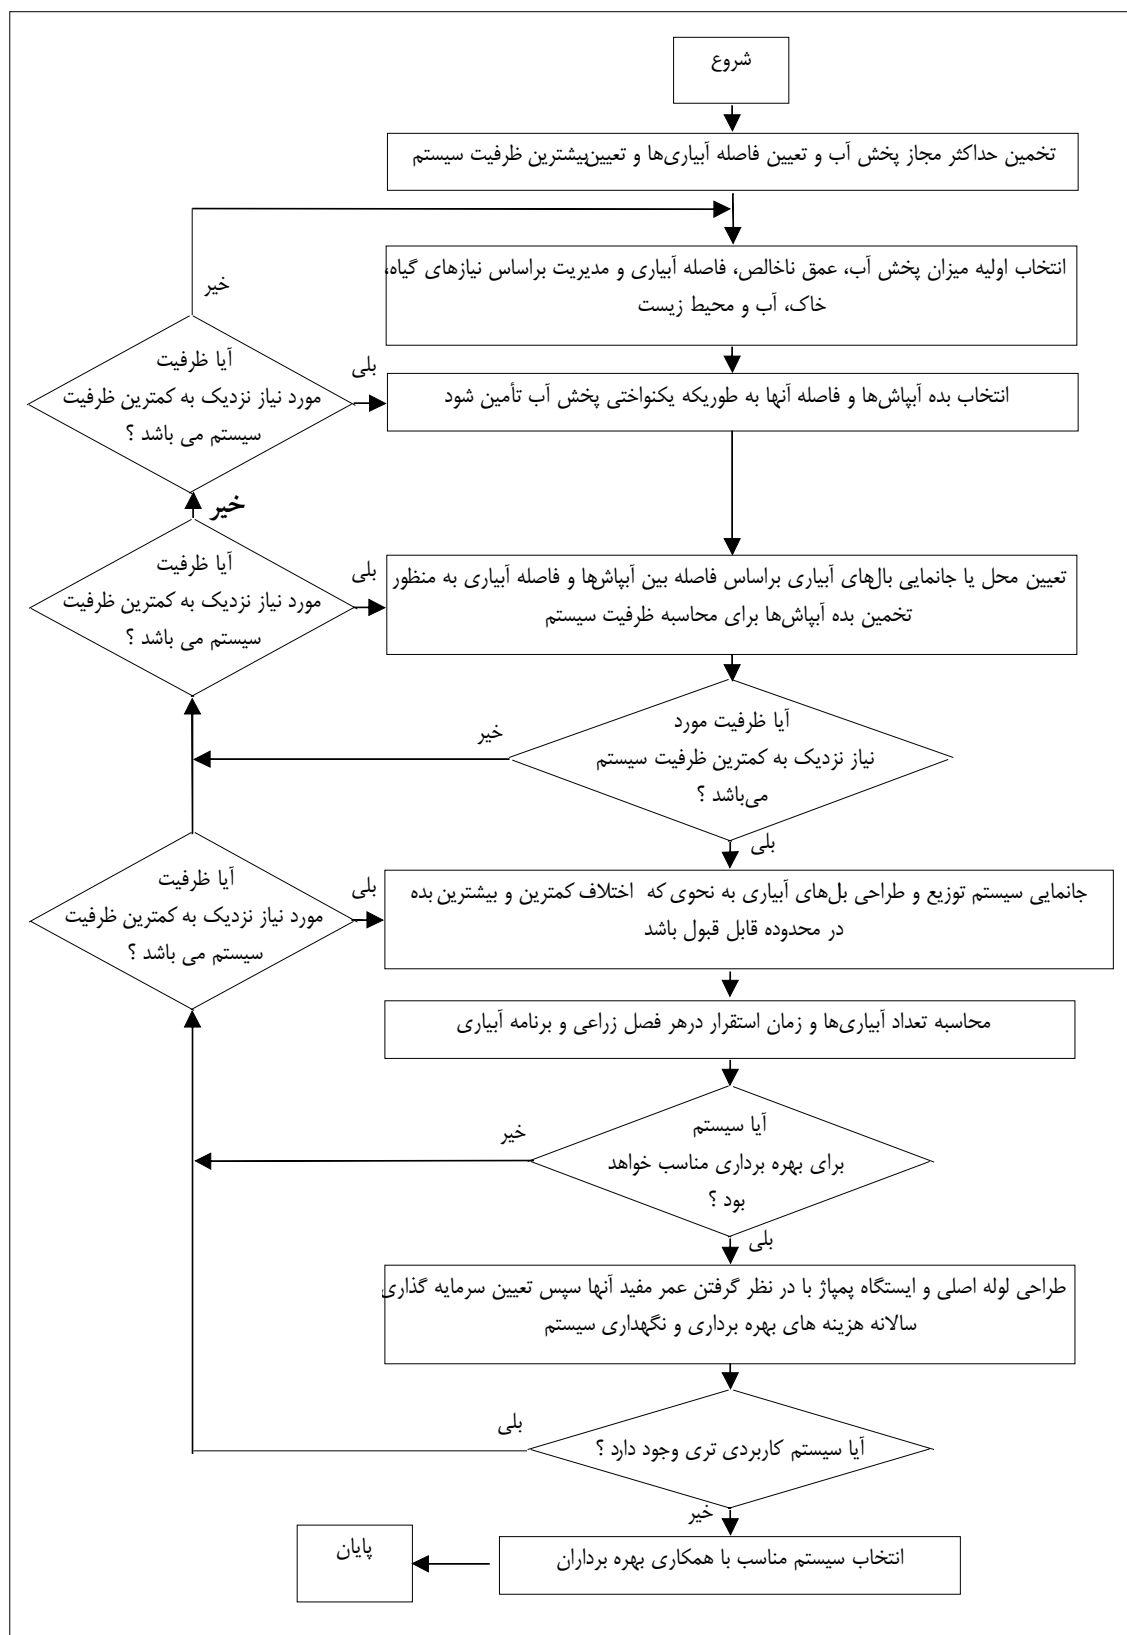 شروع
تخمین حداکثر مجاز پخش آب و تعیین فاصله آبیاری‌ها و تعیین‌بیشترین ظرفیت سیستم
انتخاب اولیه میزان پخش آب، عمق ناخالص، فاصله آبیاری و مدیریت براساس نیازهای گیاه،
خاک، آب و محیط زیست
خیر
آیا ظرفیت
مورد نیاز نزدیک به کمترین ظرفیت
سیستم می باشد ؟
بلی
انتخاب بده آبپاش‌ها و فاصله آنها به طوریکه یکنواختی پخش آب تأمین شود
خیر
آیا ظرفیت
مورد نیاز نزدیک به کمترین ظرفیت
سیستم می باشد ؟
بلی
تعیین محل یا جانمایی بال‌های آبیاری براساس فاصله بین آبپاش‌ها و فاصله آبیاری به منظور
تخمین بده آبپاش‌ها برای محاسبه ظرفیت سیستم
آیا ظرفیت مورد
نیاز نزدیک به کمترین ظرفیت سیستم
می‌باشد ؟
خیر
بلی
آیا ظرفیت
مورد نیاز نزدیک به کمترین ظرفیت
سیستم می باشد ؟
بلی
جانمایی سیستم توزیع و طراحی بل‌های آبیاری به نحوی که اختلاف کمترین و بیشترین بده
در محدوده قابل قبول باشد
محاسبه تعداد آبیاری‌ها و زمان استقرار درهر فصل زراعی و برنامه آبیاری
آیا سیستم
برای بهره برداری مناسب خواهد
بود ؟
خیر
بلی
طراحی لوله اصلی و ایستگاه پمپاژ با در نظر گرفتن عمر مفید آنها سپس تعیین سرمایه گذاری
سالانه هزینه های بهره برداری و نگهداری سیستم
بلی
آیا سیستم کاربردی تری وجود دارد ؟
خیر
انتخاب سیستم مناسب با همکاری بهره برداران
پایان